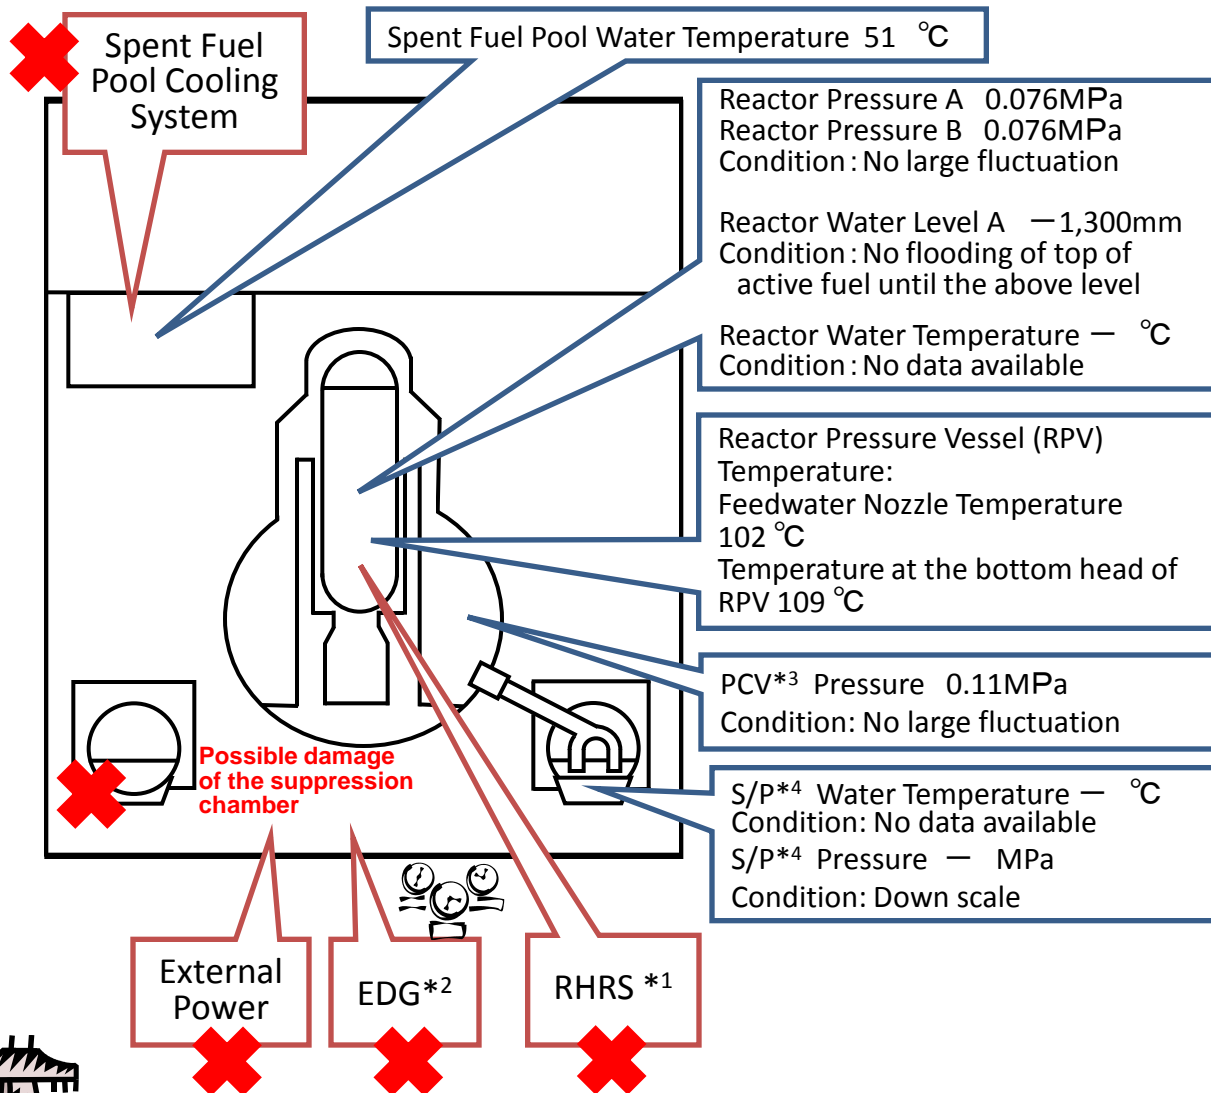 Spent Fuel
Pool Cooling
System
Spent Fuel Pool Water Temperature 51 ℃
Reactor Pressure A 0.076MPa
Reactor Pressure B 0.076MPa
Condition : No large fluctuation
Reactor Water Level A －1,300mm
Condition : No flooding of top of
active fuel until the above level
Reactor Water Temperature － ℃
Condition : No data available
Reactor Pressure Vessel (RPV)
Temperature:
Feedwater Nozzle Temperature
102 ℃
Temperature at the bottom head of
RPV 109 ℃
PCV*3 Pressure 0.11MPa
Condition: No large fluctuation
S/P*4 Water Temperature － ℃
Condition: No data available
S/P*4 Pressure － MPa
Condition: Down scale
Possible damage
of the suppression
chamber
External
Power
EDG*2
RHRS *1